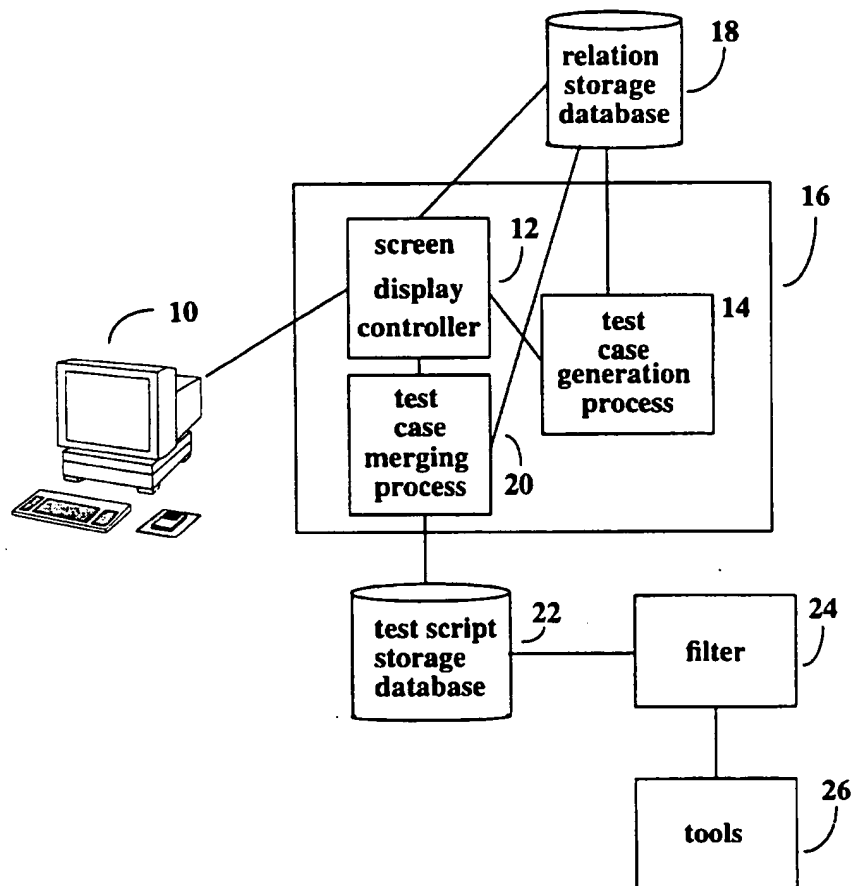 relation
storage
database
18
16
screen
display
controller
12
10
test
case
generation
process
14
test
case
merging
process
20
test script
storage
database
22
filter
24
tools
26